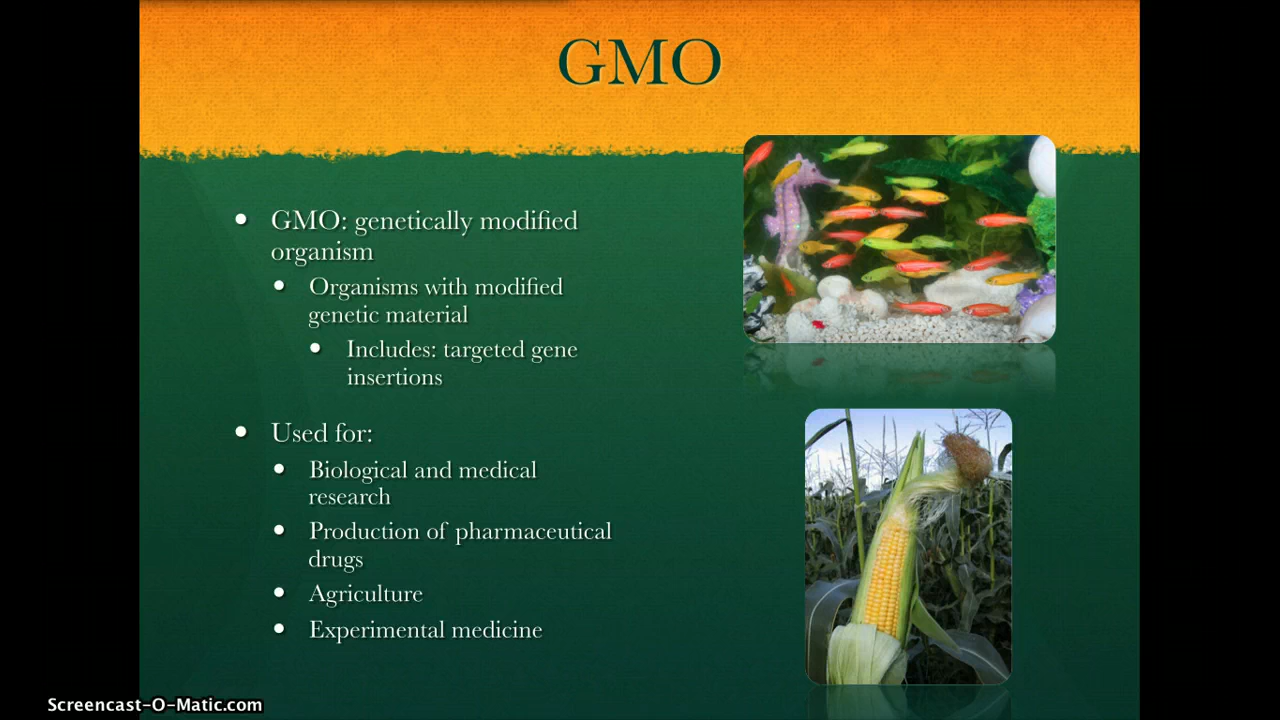 GMO
GMO: genetically modified
organism
Organisms with modified
genetic material
Includes: targeted gene
insertions
Used for:
Biological and medical
research
Production of pharmaceutical
drugs
Agriculture
Experimental medicine
Screencast-O-Matic.com